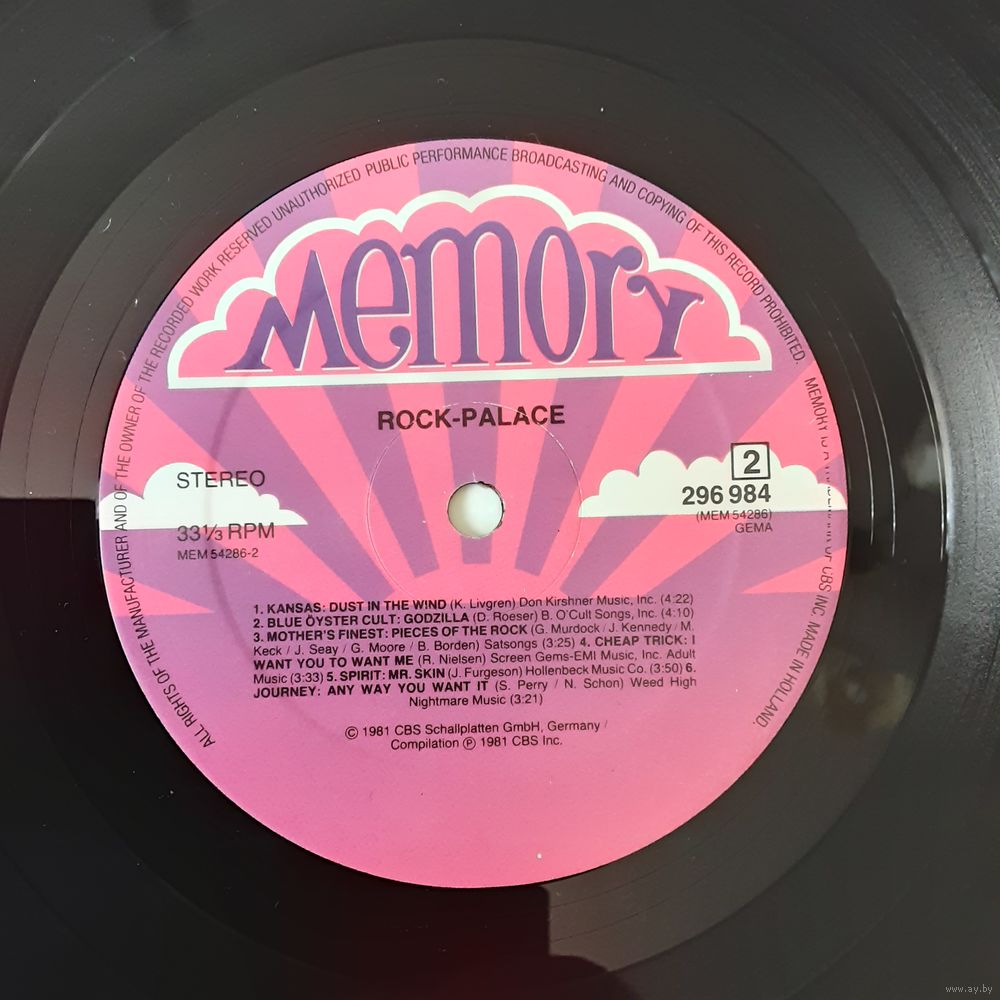 ALL RIGHTS OF THE MANUFACTURER AND OF THE OWNER OF THE RECORDED WORK RESERVED UNAUTHORIZED PUBLIC PERFORMANCE BROADCASTING AND COPYING OF THIS RECORD PROHIBITED. MEMORY IS A OF CBS INC. MADE IN HOLLAND.
Memory
ROCK-PALACE
STEREO
2
296 984
(MEM 54286)
GEMA
33⅓ RPM
MEM 54286-2
1. KANSAS: DUST IN THE WIND (K. Livgren) Don Kirshner Music, Inc. (4:22)
2. BLUE ÖYSTER CULT: GODZILLA (D. Roeser) B. O'Cult Songs, Inc. (4:10)
3. MOTHER'S FINEST: PIECES OF THE ROCK (G. Murdock / J. Kennedy / M.
Keck / J. Seay / G. Moore / B. Borden) Satsongs (3:25) 4. CHEAP TRICK: I
WANT YOU TO WANT ME (R. Nielsen) Screen Gems-EMI Music, Inc. Adult
Music (3:33) 5. SPIRIT: MR. SKIN (J. Furgeson) Hollenbeck Music Co. (3:50) 6.
JOURNEY: ANY WAY YOU WANT IT (S. Perry / N. Schon) Weed High
Nightmare Music (3:21)
© 1981 CBS Schallplatten GmbH, Germany /
Compilation ℗ 1981 CBS Inc.
www.ay.by